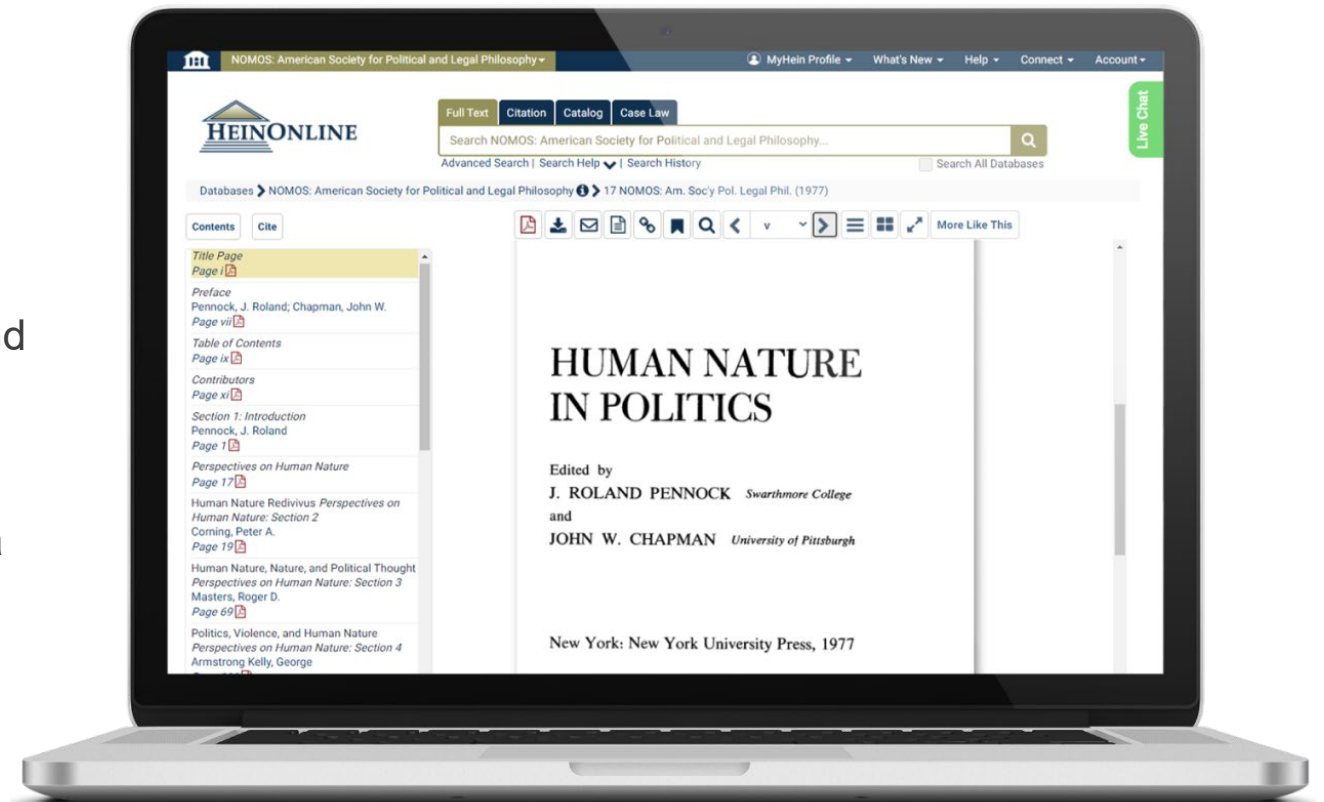 NOMOS: American Society for Political and Legal Philosophy
MyHein Profile What's New Help Connect Account
Live Chat
HEINONLINE
Full Text Citation Catalog Case Law
Search NOMOS: American Society for Political and Legal Philosophy...
Advanced Search | Search Help | Search History Search All Databases
Databases NOMOS: American Society for Political and Legal Philosophy 17 NOMOS: Am. Soc'y Pol. Legal Phil. (1977)
Contents Cite
v
More Like This
Title Page
Page i
Preface
Pennock, J. Roland; Chapman, John W.
Page vii
Table of Contents
Page ix
Contributors
Page xi
Section 1: Introduction
Pennock, J. Roland
Page 1
Perspectives on Human Nature
Page 17
Human Nature Redivivus Perspectives on
Human Nature: Section 2
Corning, Peter A.
Page 19
Human Nature, Nature, and Political Thought
Perspectives on Human Nature: Section 3
Masters, Roger D.
Page 69
Politics, Violence, and Human Nature
Perspectives on Human Nature: Section 4
Armstrong Kelly, George
HUMAN NATURE
IN POLITICS
Edited by
J. ROLAND PENNOCK Swarthmore College
and
JOHN W. CHAPMAN University of Pittsburgh
New York: New York University Press, 1977